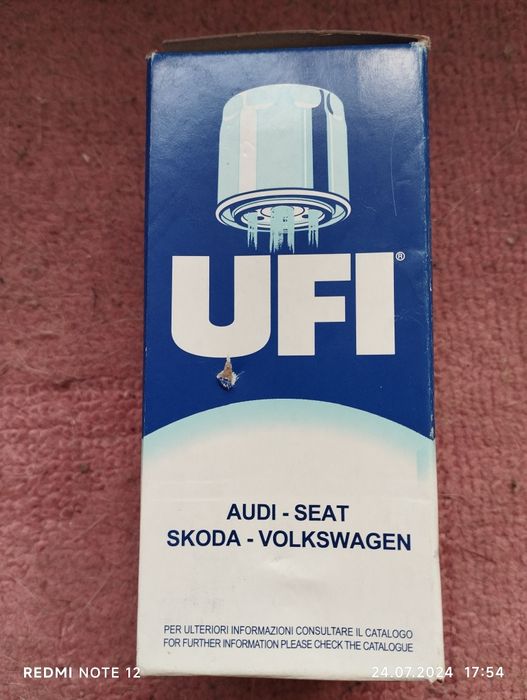 UFI®
AUDI - SEAT
SKODA - VOLKSWAGEN
PER ULTERIORI INFORMAZIONI CONSULTARE IL CATALOGO
FOR FURTHER INFORMATION PLEASE CHECK THE CATALOGUE
REDMI NOTE 12
24.07.2024 17:54